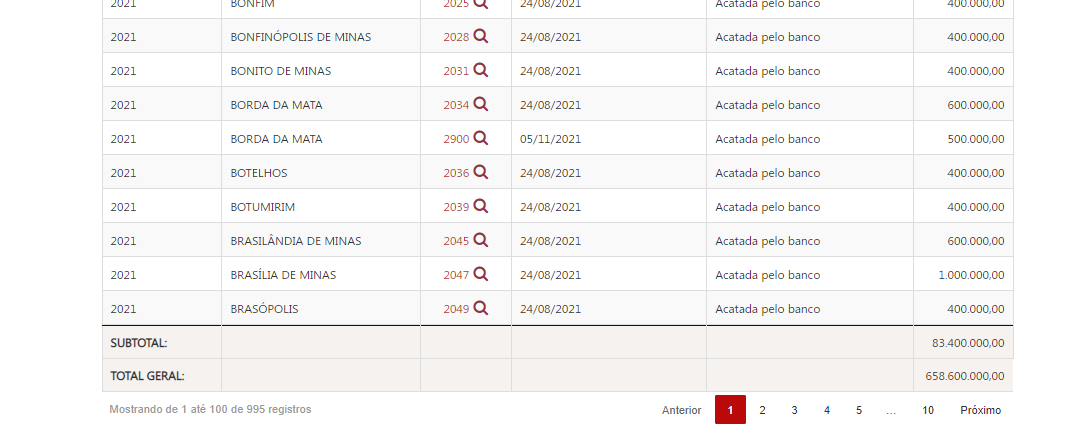 2021 BONFIM 2025 24/08/2021 Acatada pelo banco 400.000,00
2021 BONFINÓPOLIS DE MINAS 2028 24/08/2021 Acatada pelo banco 400.000,00
2021 BONITO DE MINAS 2031 24/08/2021 Acatada pelo banco 400.000,00
2021 BORDA DA MATA 2034 24/08/2021 Acatada pelo banco 600.000,00
2021 BORDA DA MATA 2900 05/11/2021 Acatada pelo banco 500.000,00
2021 BOTELHOS 2036 24/08/2021 Acatada pelo banco 400.000,00
2021 BOTUMIRIM 2039 24/08/2021 Acatada pelo banco 400.000,00
2021 BRASILÂNDIA DE MINAS 2045 24/08/2021 Acatada pelo banco 600.000,00
2021 BRASÍLIA DE MINAS 2047 24/08/2021 Acatada pelo banco 1.000.000,00
2021 BRASÓPOLIS 2049 24/08/2021 Acatada pelo banco 400.000,00
SUBTOTAL: 83.400.000,00
TOTAL GERAL: 658.600.000,00
Mostrando de 1 até 100 de 995 registros Anterior 1 2 3 4 5 ... 10 Próximo